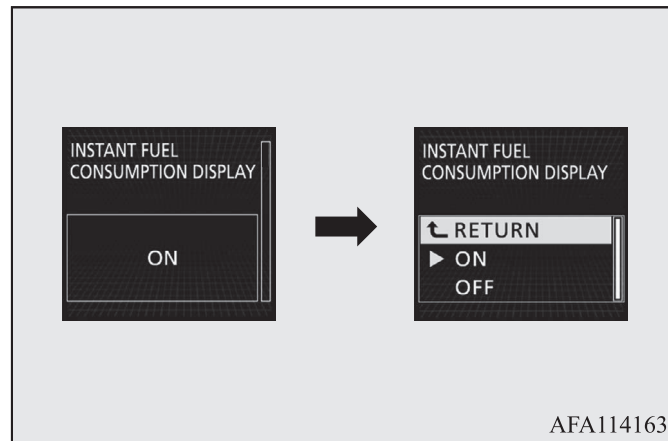 INSTANT FUEL
CONSUMPTION DISPLAY
ON
INSTANT FUEL
CONSUMPTION DISPLAY
RETURN
ON
OFF
AFA114163